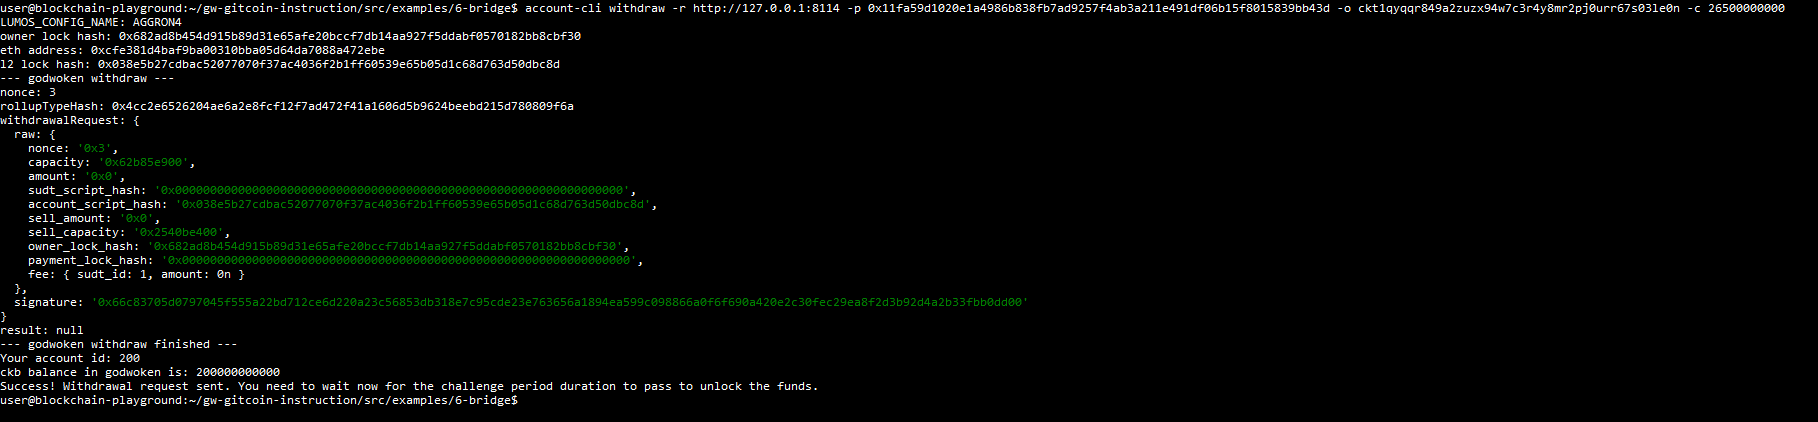 user@blockchain-playground:~/gw-gitcoin-instruction/src/examples/6-bridge$ account-cli withdraw -r http://127.0.0.1:8114 -p 0x11fa59d1020e1a4986b838fb7ad9257f4ab3a211e491df06b15f8015839bb43d -o ckt1qyqqr849a2zuzx94w7c3r4y8mr2pj0urr67s03le0n -c 26500000000
LUMOS_CONFIG_NAME: AGGRON4
owner lock hash: 0x682ad8b454d915b89d31e65afe20bccf7db14aa927f5ddabf0570182bb8cbf30
eth address: 0xcfe381d4baf9ba00310bba05d64da7088a472ebe
l2 lock hash: 0x038e5b27cdbac52077070f37ac4036f2b1ff60539e65b05d1c68d763d50dbc8d
--- godwoken withdraw ---
nonce: 3
rollupTypeHash: 0x4cc2e6526204ae6a2e8fcf12f7ad472f41a1606d5b9624beebd215d780809f6a
withdrawalRequest: {
  raw: {
    nonce: '0x3',
    capacity: '0x62b85e900',
    amount: '0x0',
    sudt_script_hash: '0x0000000000000000000000000000000000000000000000000000000000000000',
    account_script_hash: '0x038e5b27cdbac52077070f37ac4036f2b1ff60539e65b05d1c68d763d50dbc8d',
    sell_amount: '0x0',
    sell_capacity: '0x2540be400',
    owner_lock_hash: '0x682ad8b454d915b89d31e65afe20bccf7db14aa927f5ddabf0570182bb8cbf30',
    payment_lock_hash: '0x0000000000000000000000000000000000000000000000000000000000000000',
    fee: { sudt_id: 1, amount: 0n }
  },
  signature: '0x66c83705d0797045f555a22bd712ce6d220a23c56853db318e7c95cde23e763656a1894ea599c098866a0f6f690a420e2c30fec29ea8f2d3b92d4a2b33fbb0dd00'
}
result: null
--- godwoken withdraw finished ---
Your account id: 200
ckb balance in godwoken is: 200000000000
Success! Withdrawal request sent. You need to wait now for the challenge period duration to pass to unlock the funds.
user@blockchain-playground:~/gw-gitcoin-instruction/src/examples/6-bridge$